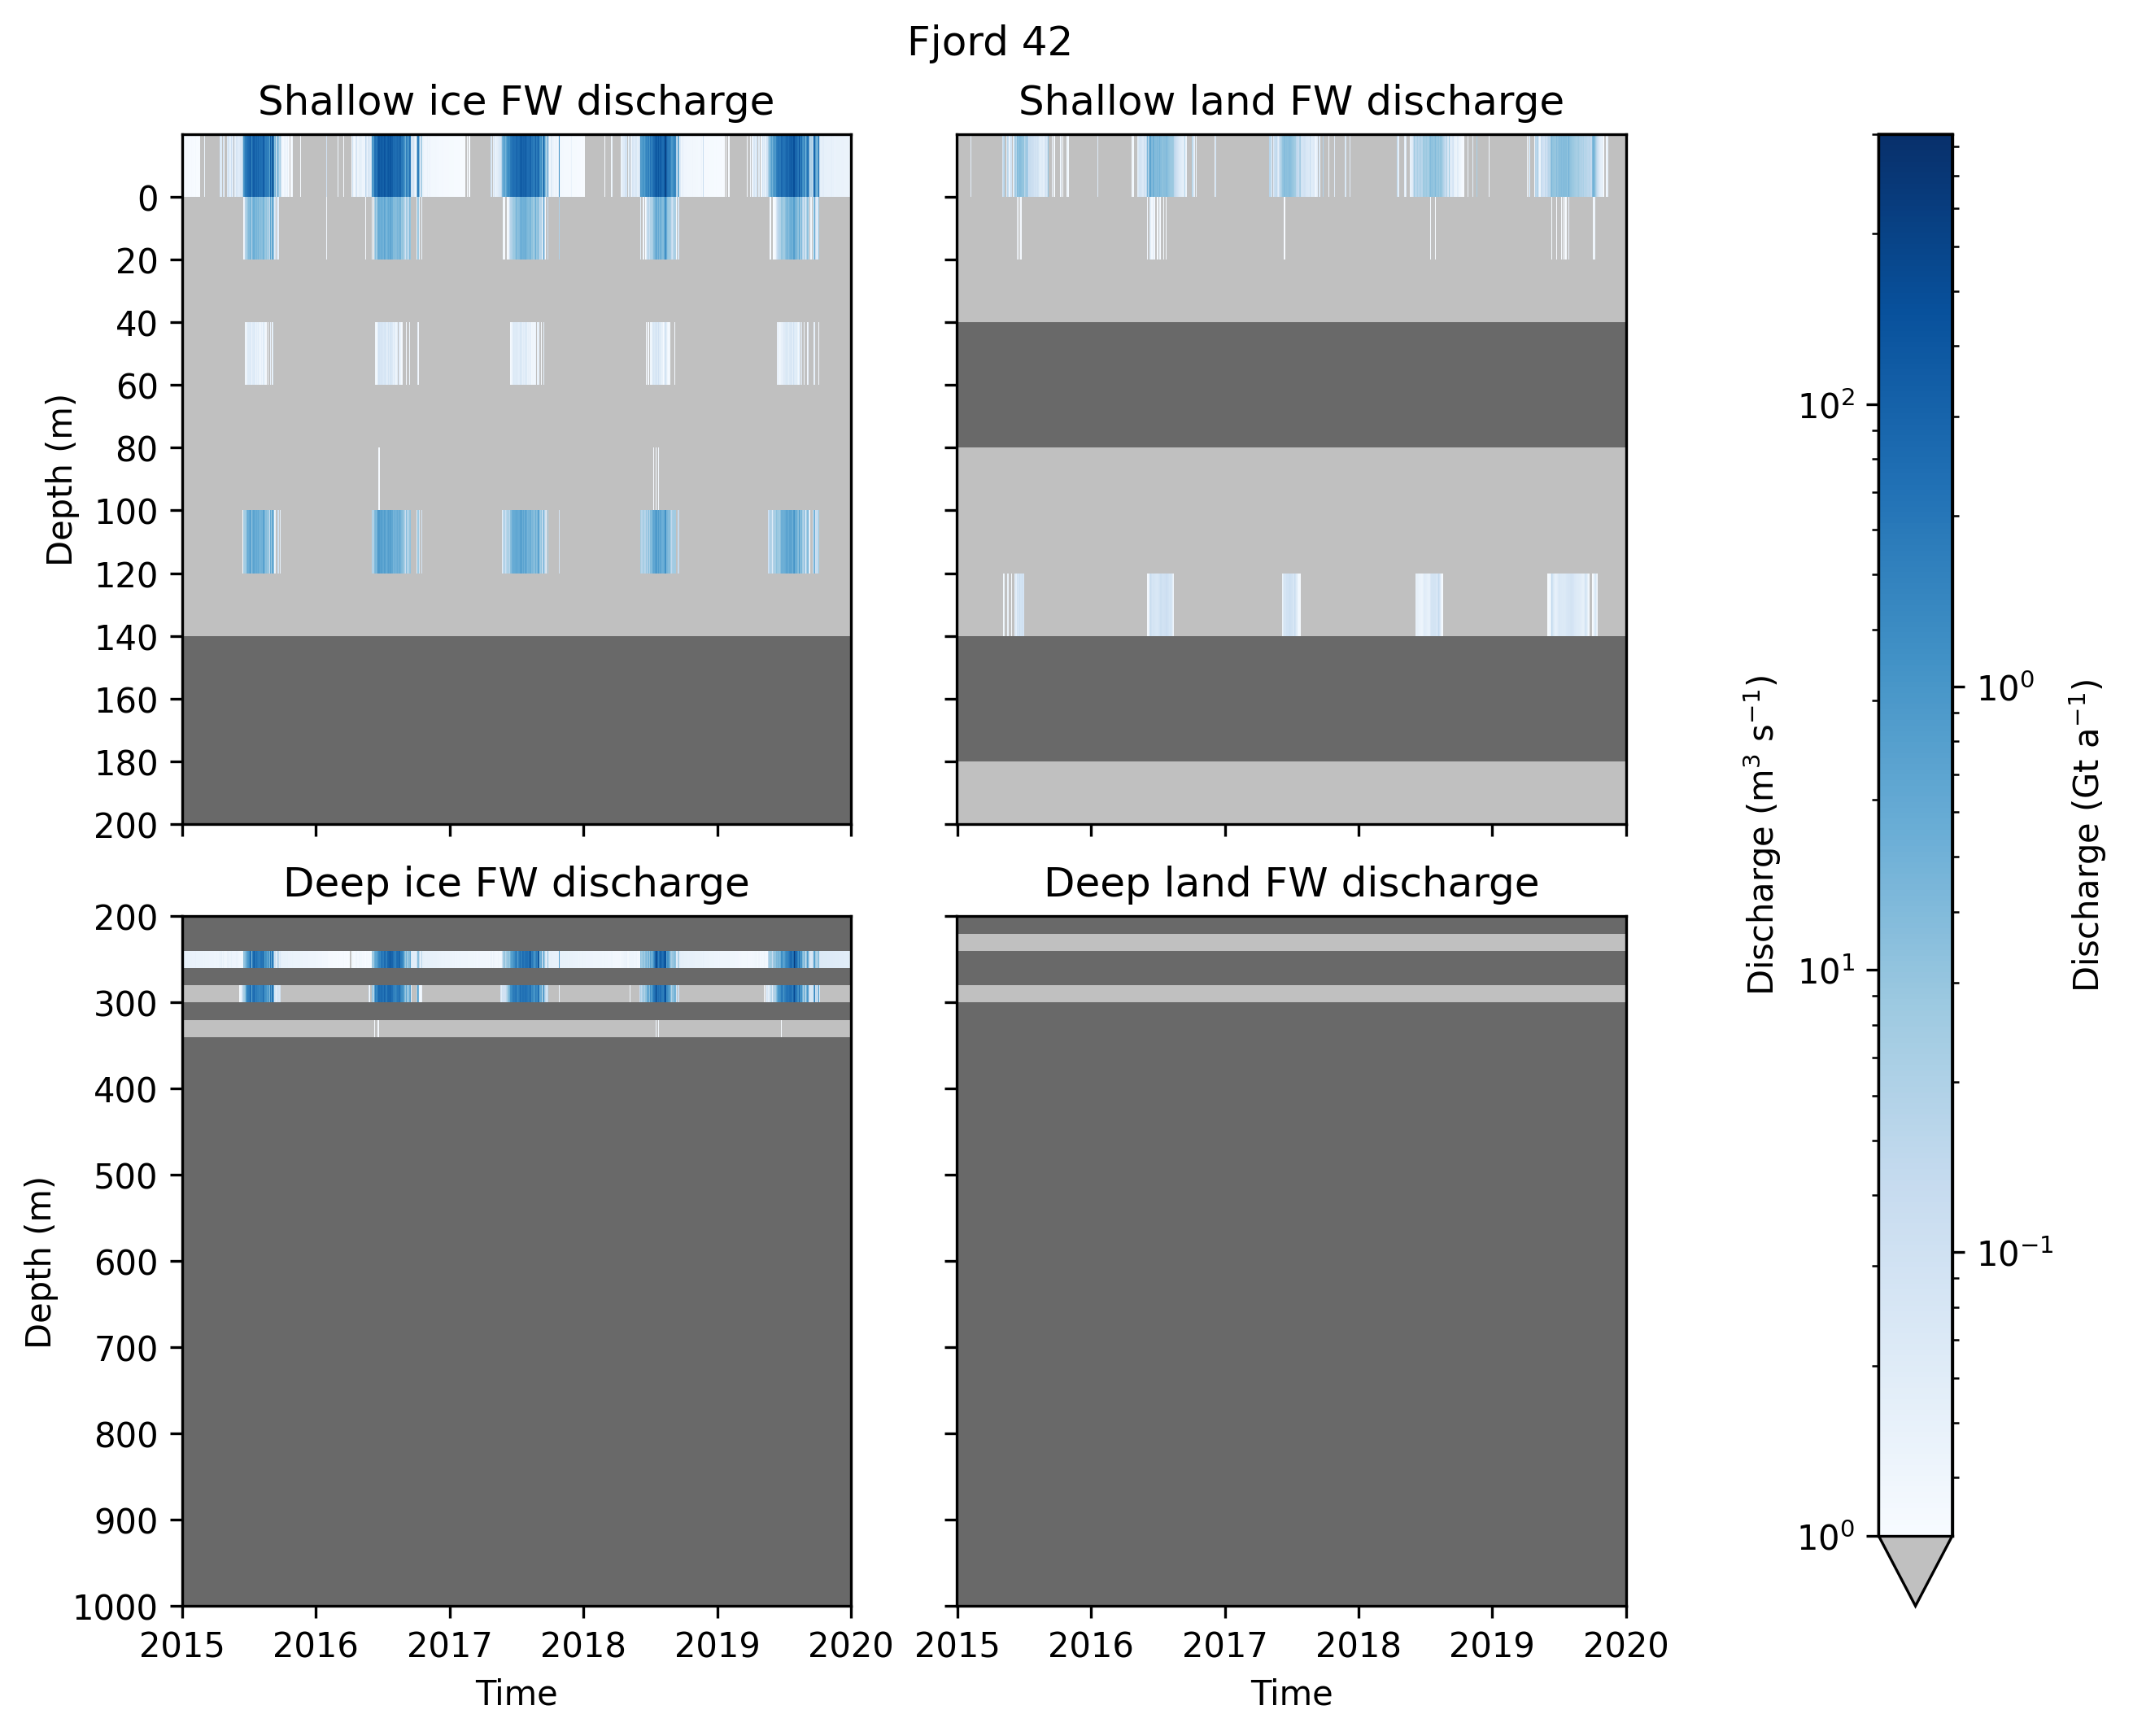 Fjord 42
Shallow ice FW discharge
Shallow land FW discharge
0
20
40
60
80
100
120
140
160
180
200
Depth (m)
Deep ice FW discharge
Deep land FW discharge
200
300
400
500
600
700
800
900
1000
Depth (m)
2015 2016 2017 2018 2019 2020
2015 2016 2017 2018 2019 2020
Time
Time
10²
10¹
10⁰
Discharge (m³ s⁻¹)
10⁰
10⁻¹
Discharge (Gt a⁻¹)